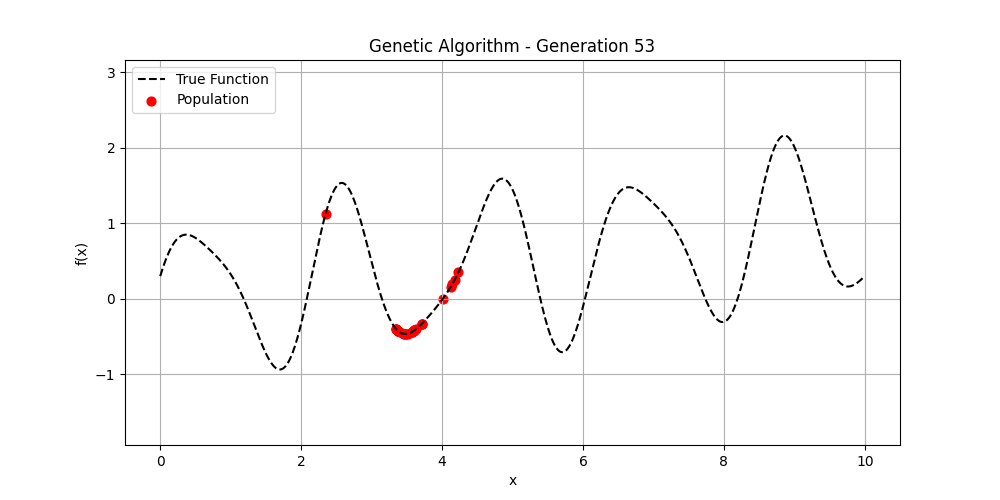 Genetic Algorithm - Generation 53
True Function
Population
3
2
1
0
−1
f(x)
0 2 4 6 8 10
x